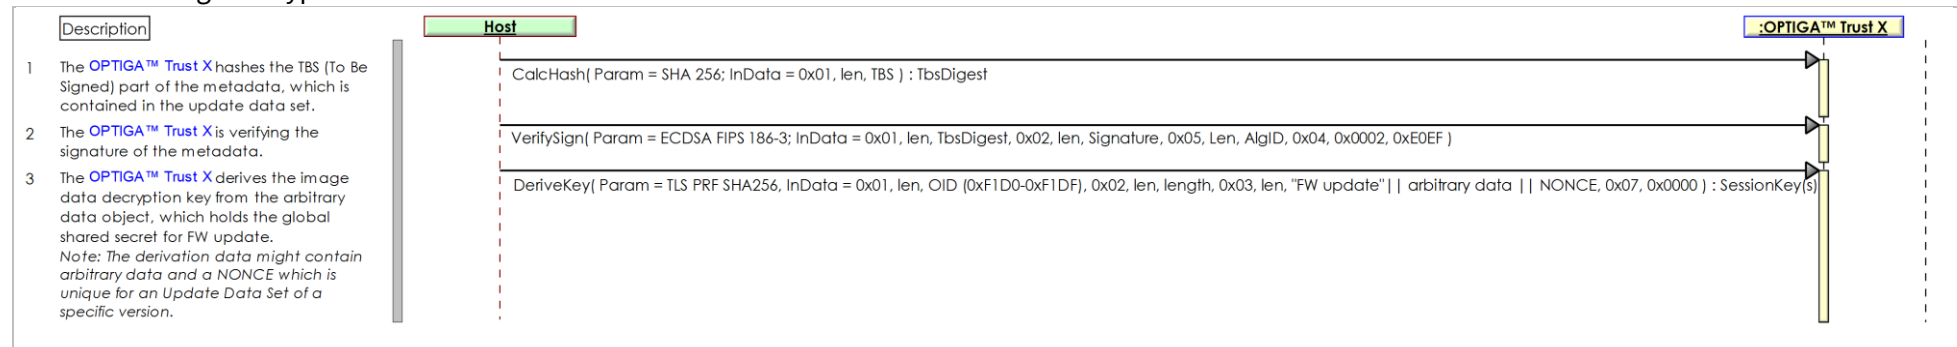 Description
Host
:OPTIGA™ Trust X
1 The OPTIGA™ Trust X hashes the TBS (To Be
Signed) part of the metadata, which is
contained in the update data set.
2 The OPTIGA™ Trust X is verifying the
signature of the metadata.
3 The OPTIGA™ Trust X derives the image
data decryption key from the arbitrary
data object, which holds the global
shared secret for FW update.
Note: The derivation data might contain
arbitrary data and a NONCE which is
unique for an Update Data Set of a
specific version.
CalcHash( Param = SHA 256; InData = 0x01, len, TBS ) : TbsDigest
VerifySign( Param = ECDSA FIPS 186-3; InData = 0x01, len, TbsDigest, 0x02, len, Signature, 0x05, Len, AlgID, 0x04, 0x0002, 0xE0EF )
DeriveKey( Param = TLS PRF SHA256, InData = 0x01, len, OID (0xF1D0-0xF1DF), 0x02, len, length, 0x03, len, "FW update"|| arbitrary data || NONCE, 0x07, 0x0000 ) : SessionKey(s)